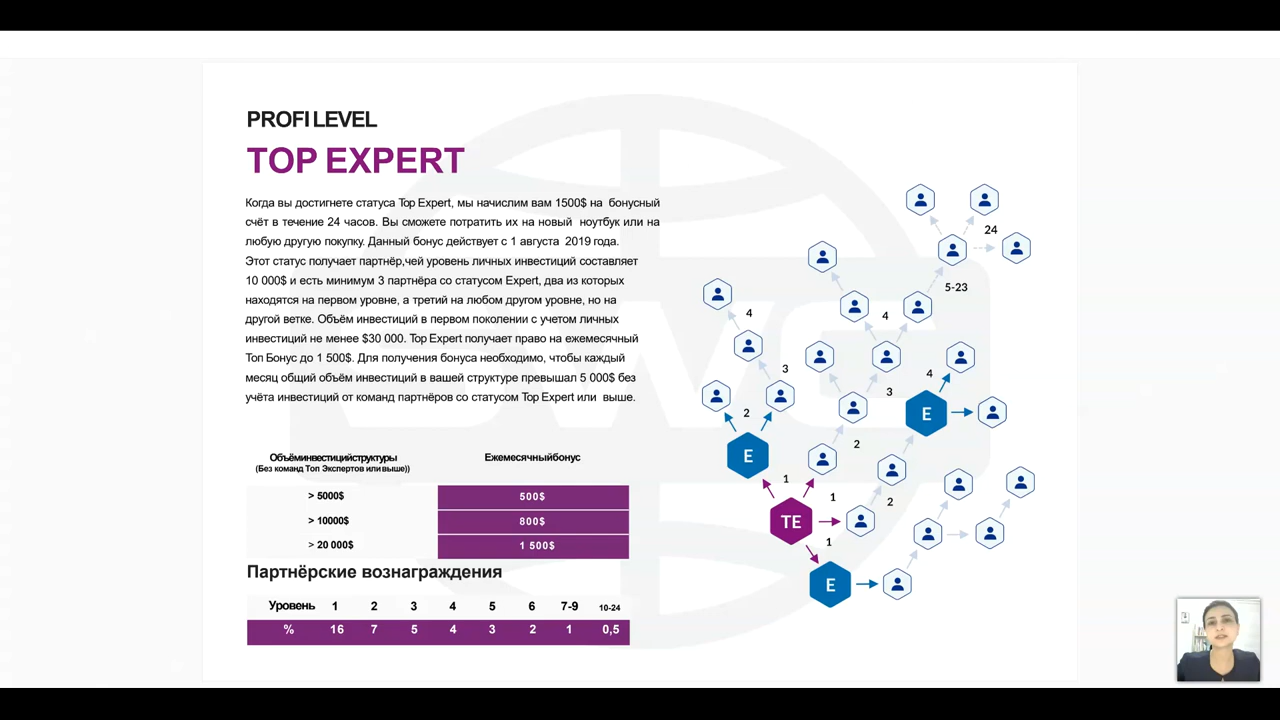 PROFI LEVEL
TOP EXPERT
Когда вы достигнете статуса Top Expert, мы начислим вам 1500$ на бонусный
счёт в течение 24 часов. Вы сможете потратить их на новый ноутбук или на
любую другую покупку. Данный бонус действует с 1 августа 2019 года.
Этот статус получает партнёр,чей уровень личных инвестиций составляет
10 000$ и есть минимум 3 партнёра со статусом Expert, два из которых
находятся на первом уровне, а третий на любом другом уровне, но на
другой ветке. Объём инвестиций в первом поколении с учетом личных
инвестиций не менее $30 000. Top Expert получает право на ежемесячный
Топ Бонус до 1 500$. Для получения бонуса необходимо, чтобы каждый
месяц общий объём инвестиций в вашей структуре превышал 5 000$ без
учёта инвестиций от команд партнёров со статусом Top Expert или выше.
Объёминвестицийструктуры Ежемесячныйбонус
(Без команд Топ Экспертов или выше))
> 5000$ 500$
> 10000$ 800$
> 20 000$ 1 500$
Партнёрские вознаграждения
Уровень 1 2 3 4 5 6 7-9 10-24
% 16 7 5 4 3 2 1 0,5
24
5-23
4
4
3
4
3
2
E
E
2
1
1
2
TE
1
E
SWC